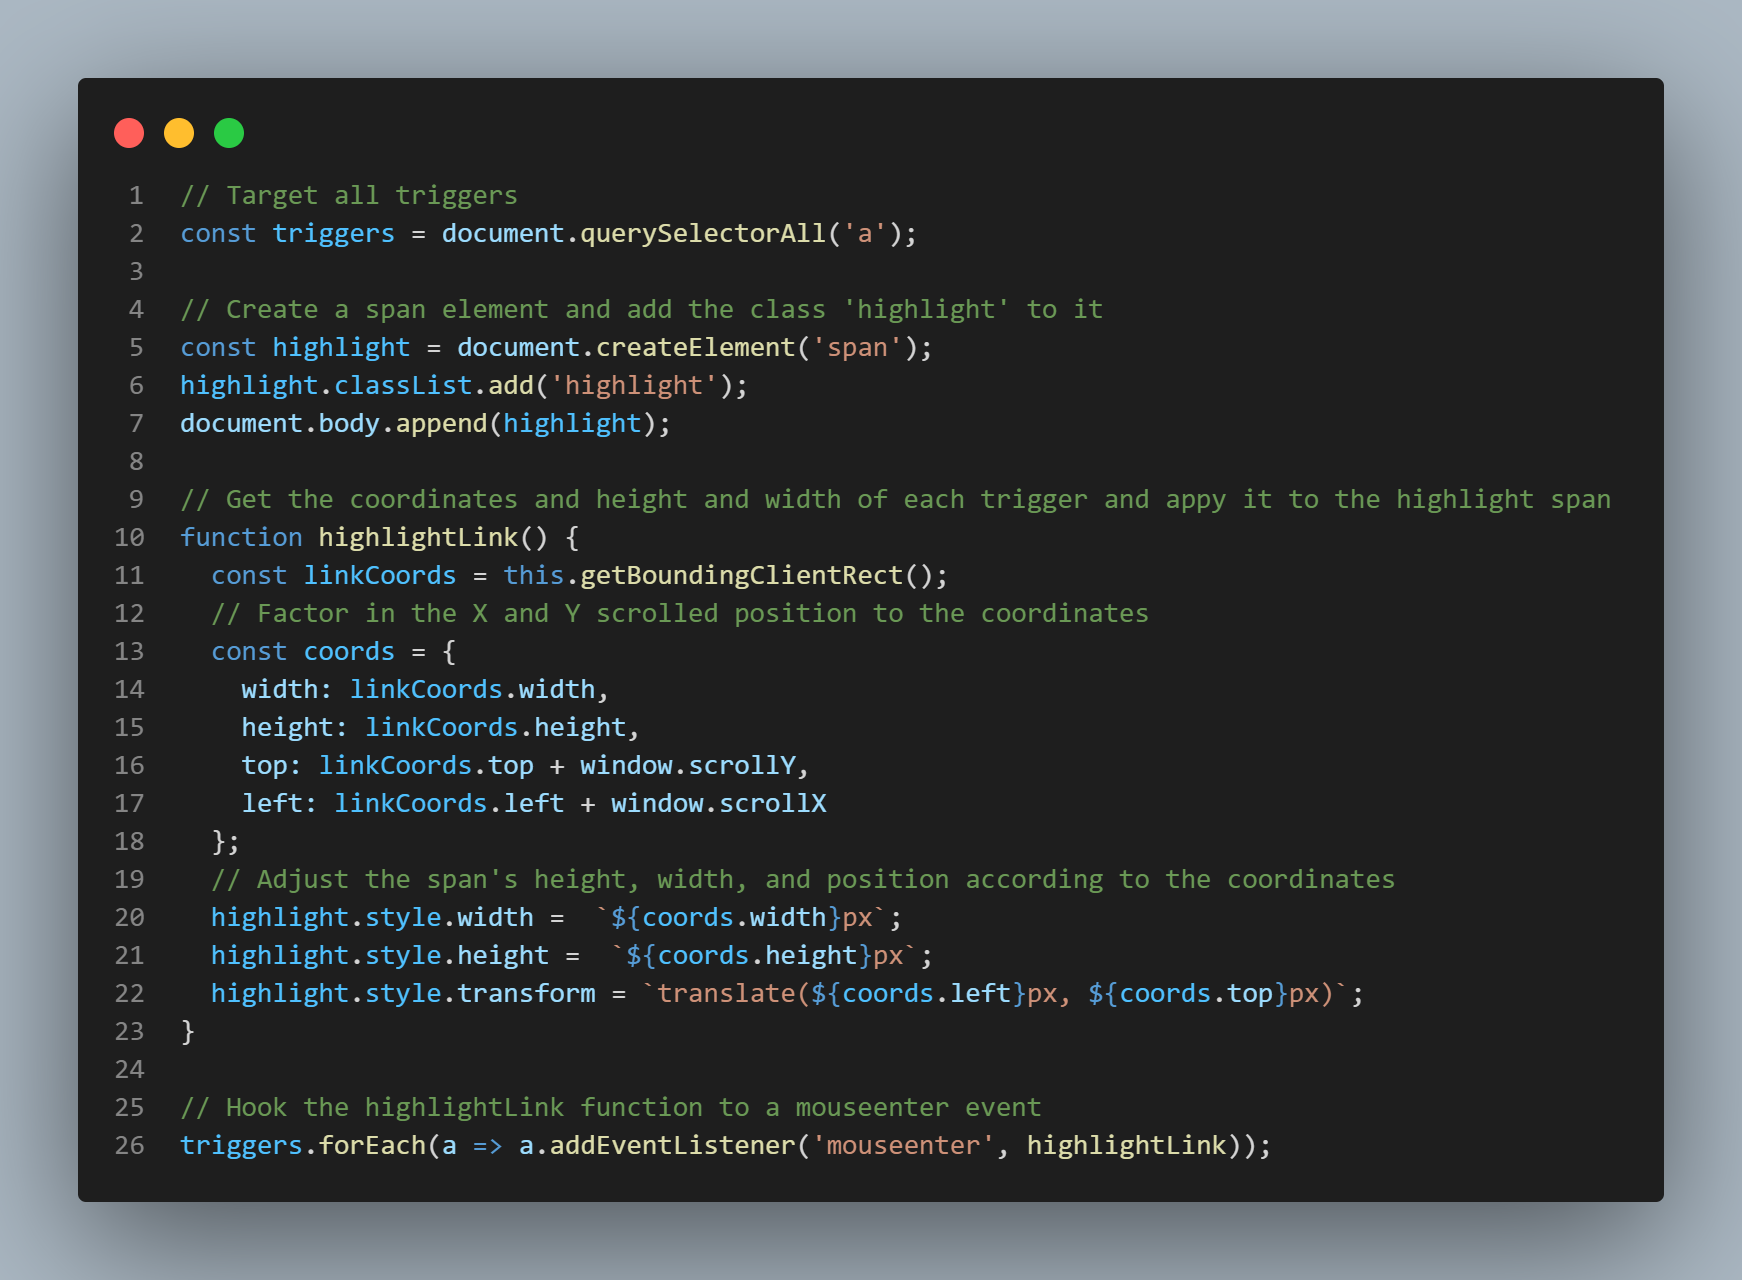 1 // Target all triggers
2 const triggers = document.querySelectorAll('a');
3
4 // Create a span element and add the class 'highlight' to it
5 const highlight = document.createElement('span');
6 highlight.classList.add('highlight');
7 document.body.append(highlight);
8
9 // Get the coordinates and height and width of each trigger and appy it to the highlight span
10 function highlightLink() {
11   const linkCoords = this.getBoundingClientRect();
12   // Factor in the X and Y scrolled position to the coordinates
13   const coords = {
14     width: linkCoords.width,
15     height: linkCoords.height,
16     top: linkCoords.top + window.scrollY,
17     left: linkCoords.left + window.scrollX
18   };
19   // Adjust the span's height, width, and position according to the coordinates
20   highlight.style.width =  `${coords.width}px`;
21   highlight.style.height =  `${coords.height}px`;
22   highlight.style.transform = `translate(${coords.left}px, ${coords.top}px)`;
23 }
24
25 // Hook the highlightLink function to a mouseenter event
26 triggers.forEach(a => a.addEventListener('mouseenter', highlightLink));